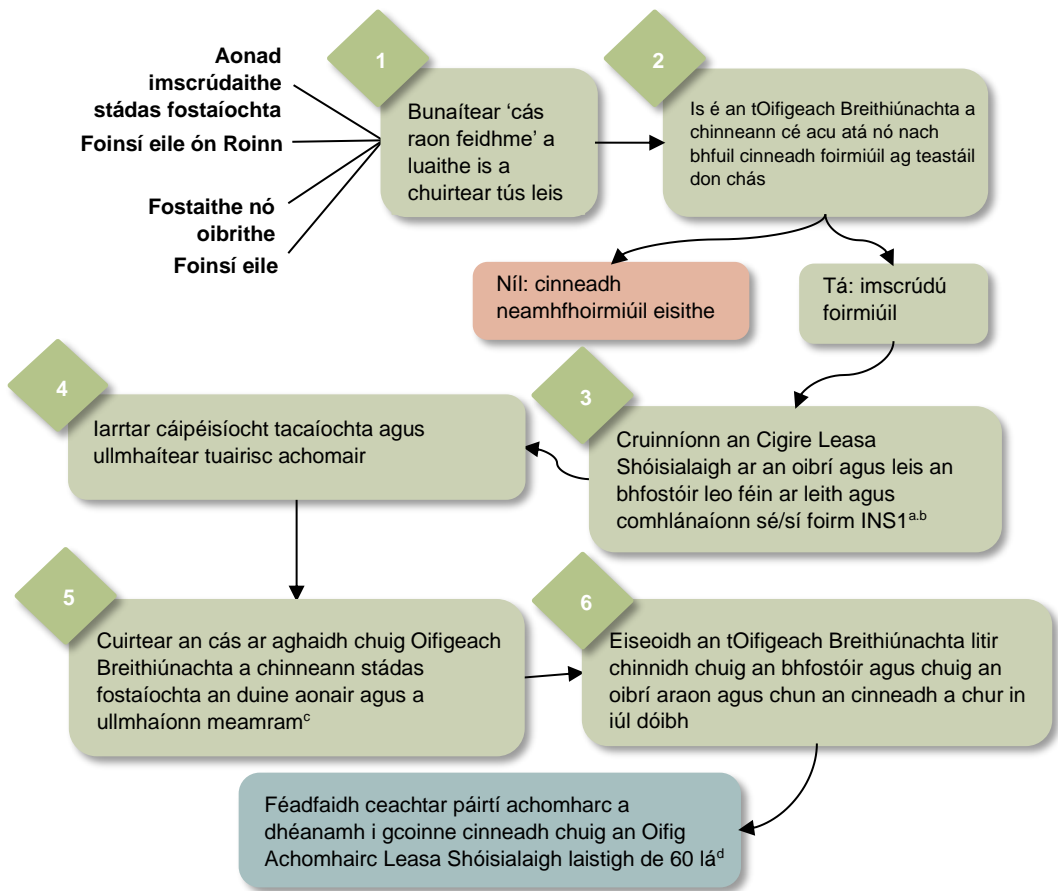 Aonad
imscrúdaithe
stádas fostaíochta
Foinsí eile ón Roinn
Fostaithe nó
oibrithe
Foinsí eile
1
Bunaítear ‘cás
raon feidhme’ a
luaithe is a
chuirtear tús leis
2
Is é an tOifigeach Breithiúnachta a
chinneann cé acu atá nó nach
bhfuil cinneadh foirmiúil ag teastáil
don chás
Níl: cinneadh
neamhfhoirmiúil eisithe
Tá: imscrúdú
foirmiúil
3
Cruinníonn an Cigire Leasa
Shóisialaigh ar an oibrí agus leis an
bhfostóir leo féin ar leith agus
comhlánaíonn sé/sí foirm INS1a.b
4
Iarrtar cáipéisíocht tacaíochta agus
ullmhaítear tuairisc achomair
5
Cuirtear an cás ar aghaidh chuig Oifigeach
Breithiúnachta a chinneann stádas
fostaíochta an duine aonair agus a
ullmhaíonn meamramc
6
Eiseoidh an tOifigeach Breithiúnachta litir
chinnidh chuig an bhfostóir agus chuig an
oibrí araon agus chun an cinneadh a chur in
iúl dóibh
Féadfaidh ceachtar páirtí achomharc a
dhéanamh i gcoinne cinneadh chuig an Oifig
Achomhairc Leasa Shóisialaigh laistigh de 60 lád